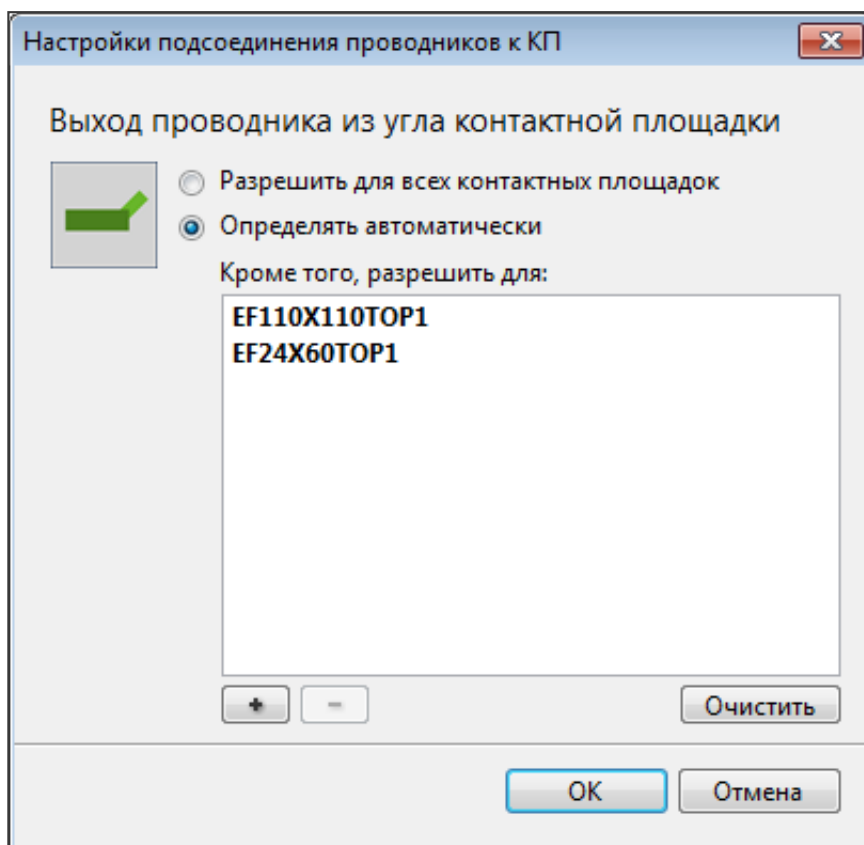 Настройки подсоединения проводников к КП
Выход проводника из угла контактной площадки
Разрешить для всех контактных площадок
Определять автоматически
Кроме того, разрешить для:
EF110X110TOP1
EF24X60TOP1
+ - Очистить
OK Отмена